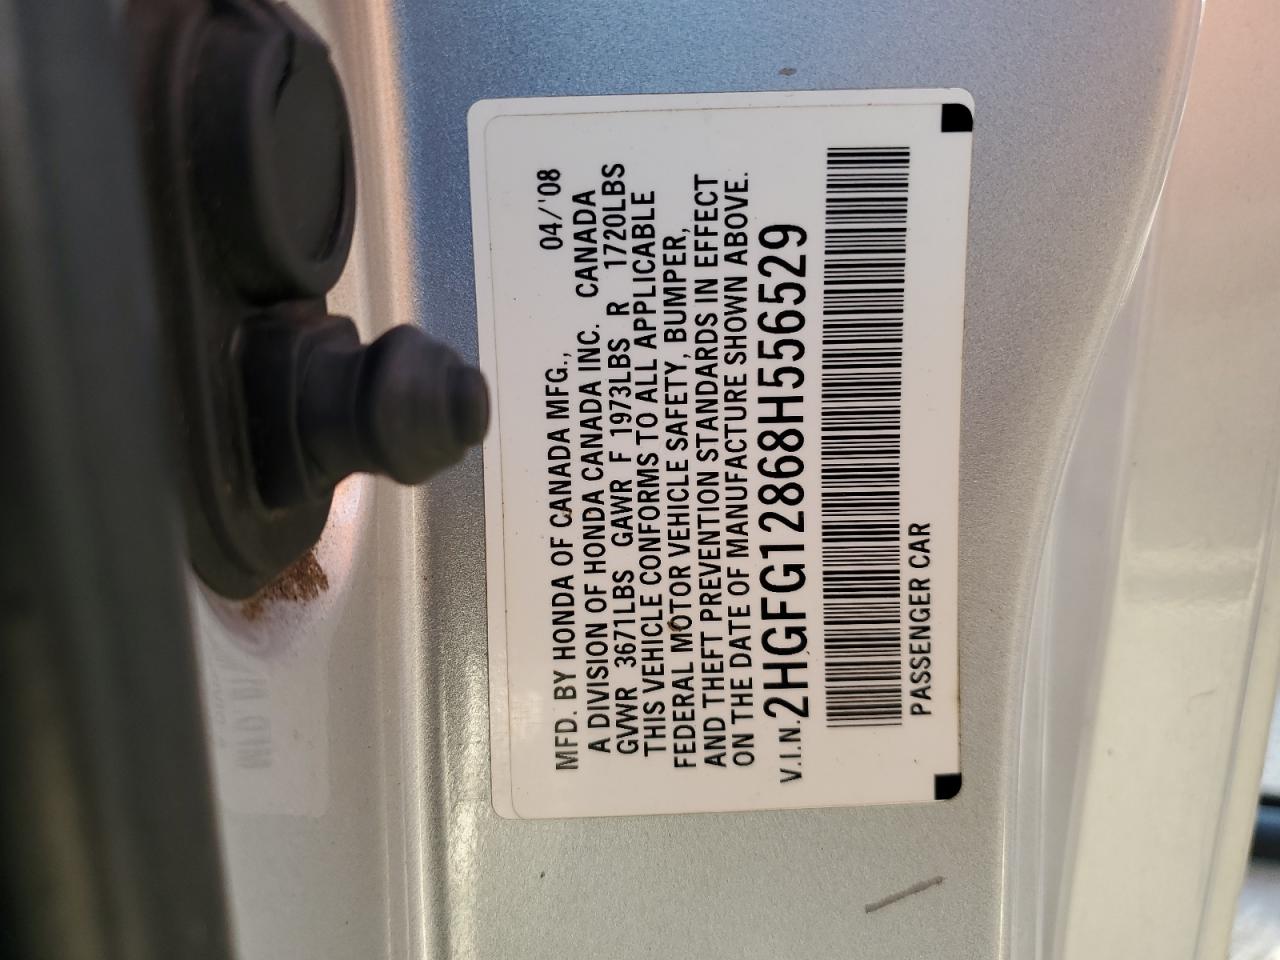 MFD. BY HONDA OF CANADA MFG., 04/'08
A DIVISION OF HONDA CANADA INC. CANADA
GVWR 3671LBS GAWR F 1973LBS R 1720LBS
THIS VEHICLE CONFORMS TO ALL APPLICABLE
FEDERAL MOTOR VEHICLE SAFETY, BUMPER,
AND THEFT PREVENTION STANDARDS IN EFFECT
ON THE DATE OF MANUFACTURE SHOWN ABOVE.
V.I.N. 2HGFG12868H556529
PASSENGER CAR